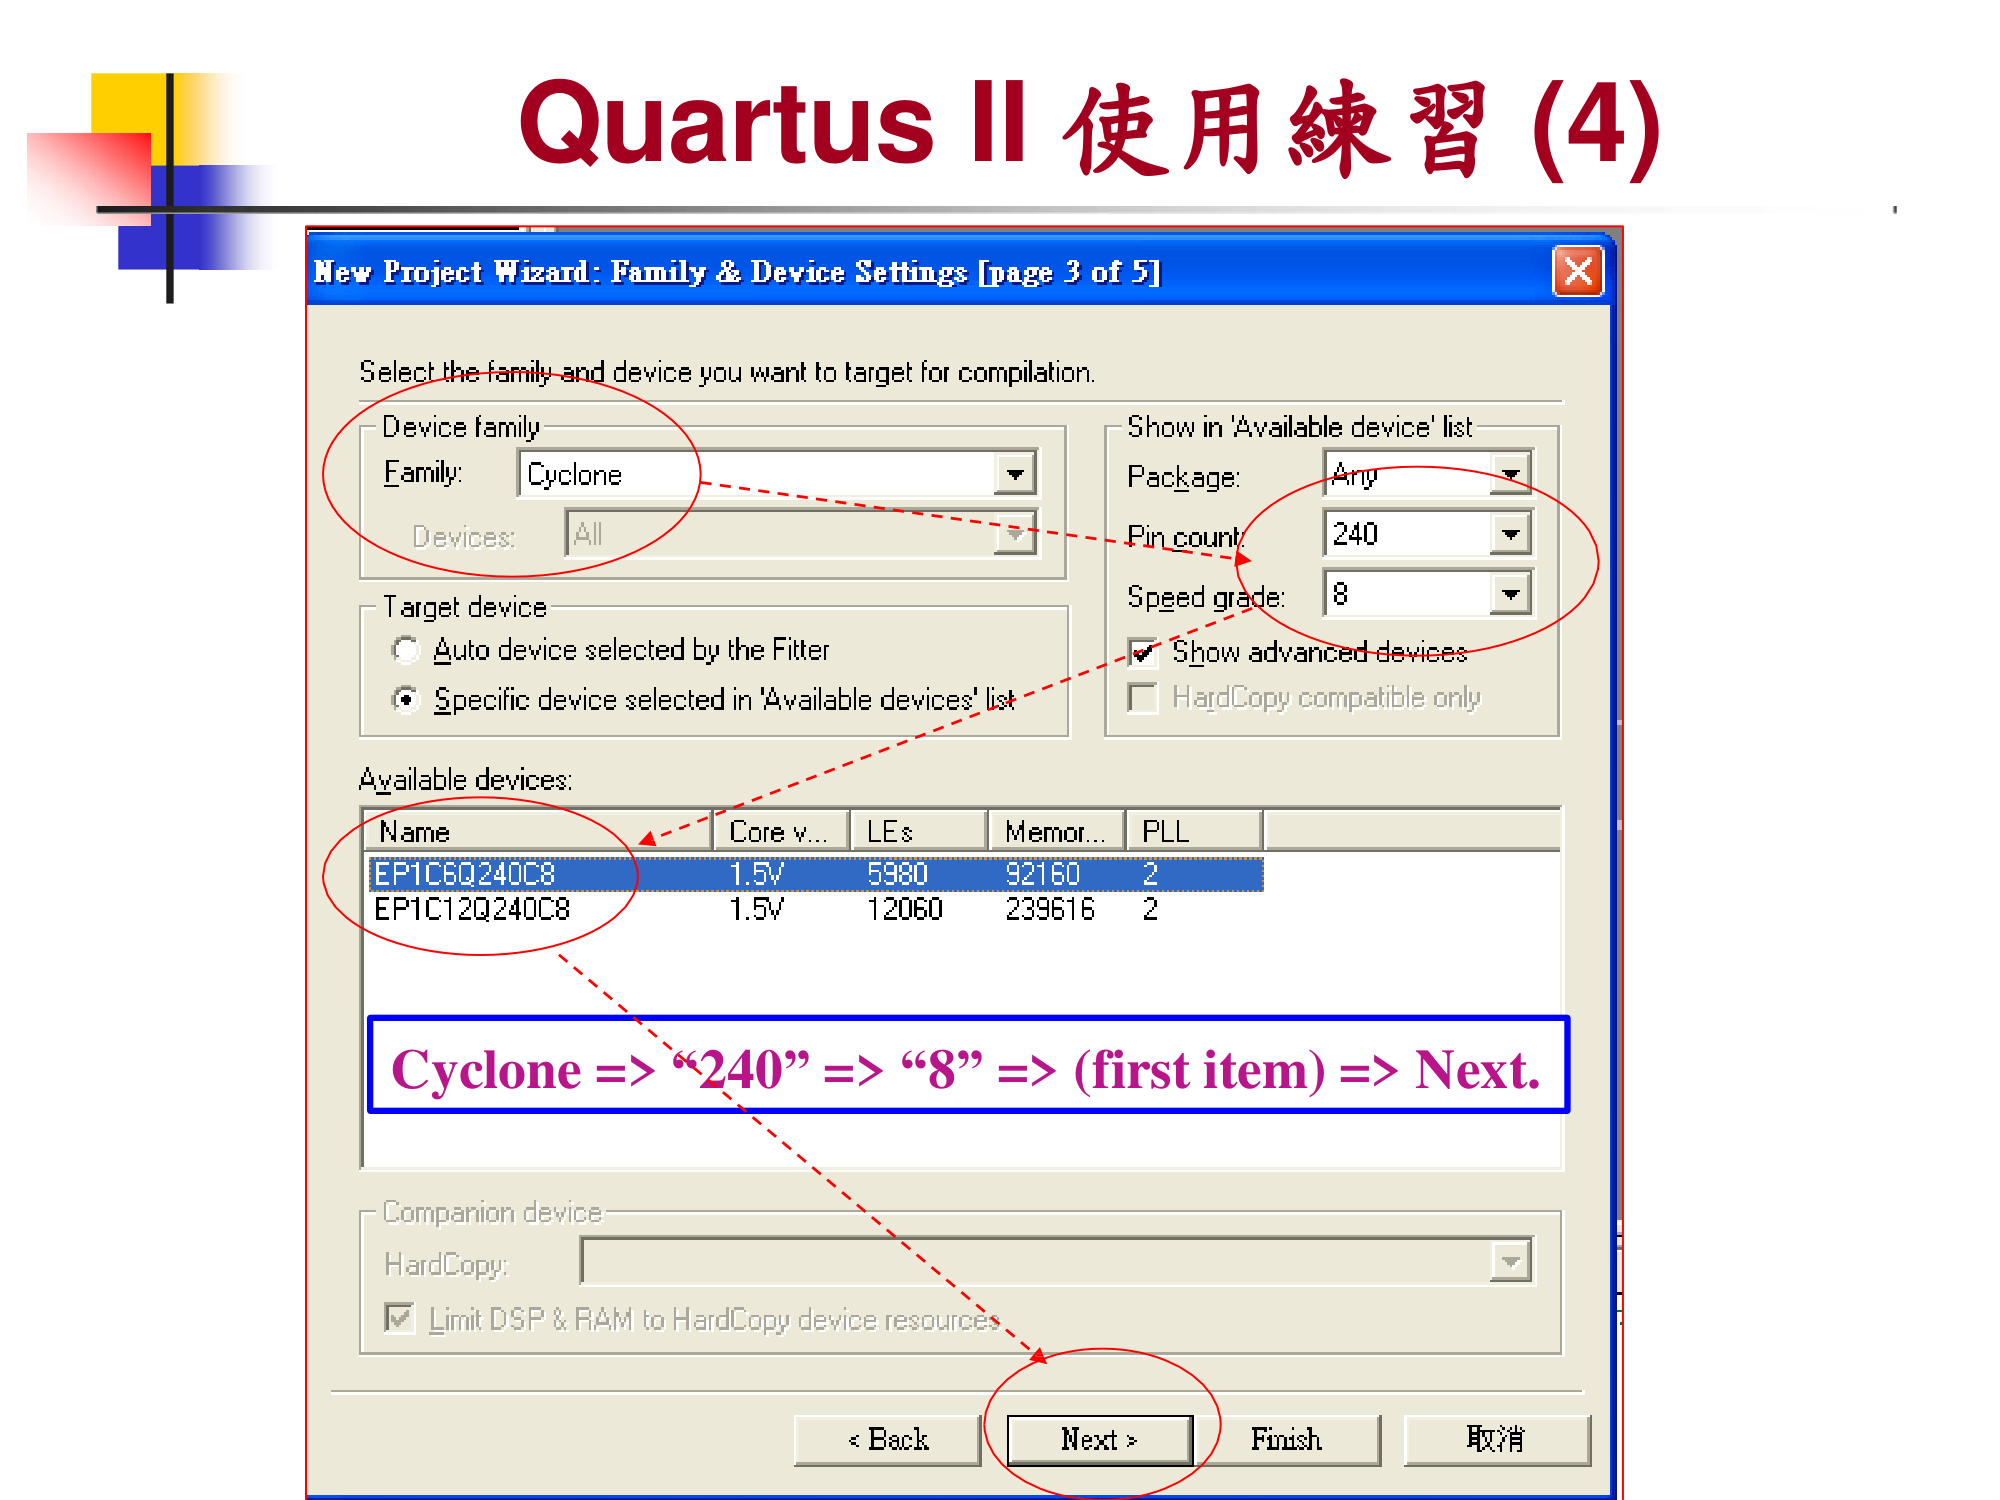 Quartus II 使用練習 (4)
New Project Wizard: Family & Device Settings [page 3 of 5]
Select the family and device you want to target for compilation.
Device family
Family: Cyclone
Devices: All
Show in 'Available device' list
Package: Any
Pin count: 240
Speed grade: 8
Show advanced devices
HardCopy compatible only
Target device
Auto device selected by the Fitter
Specific device selected in 'Available devices' list
Available devices:
Name Core v... LEs Memor... PLL
EP1C6Q240C8 1.5V 5980 92160 2
EP1C12Q240C8 1.5V 12060 239616 2
Cyclone => “240” => “8” => (first item) => Next.
Companion device
HardCopy:
Limit DSP & RAM to HardCopy device resources
< Back Next > Finish 取消